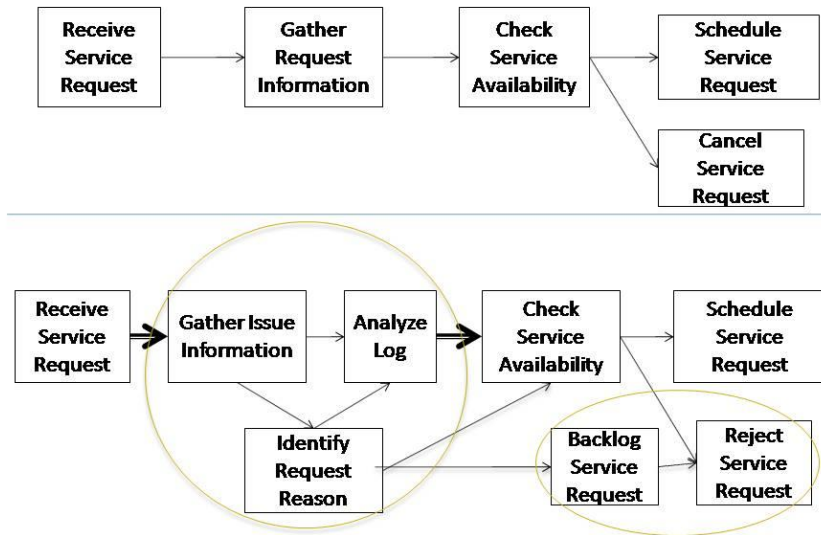 Receive
Service
Request
Gather
Request
Information
Check
Service
Availability
Schedule
Service
Request
Cancel
Service
Request
Receive
Service
Request
Gather Issue
Information
Analyze
Log
Check
Service
Availability
Schedule
Service
Request
Identify
Request
Reason
Backlog
Service
Request
Reject
Service
Request